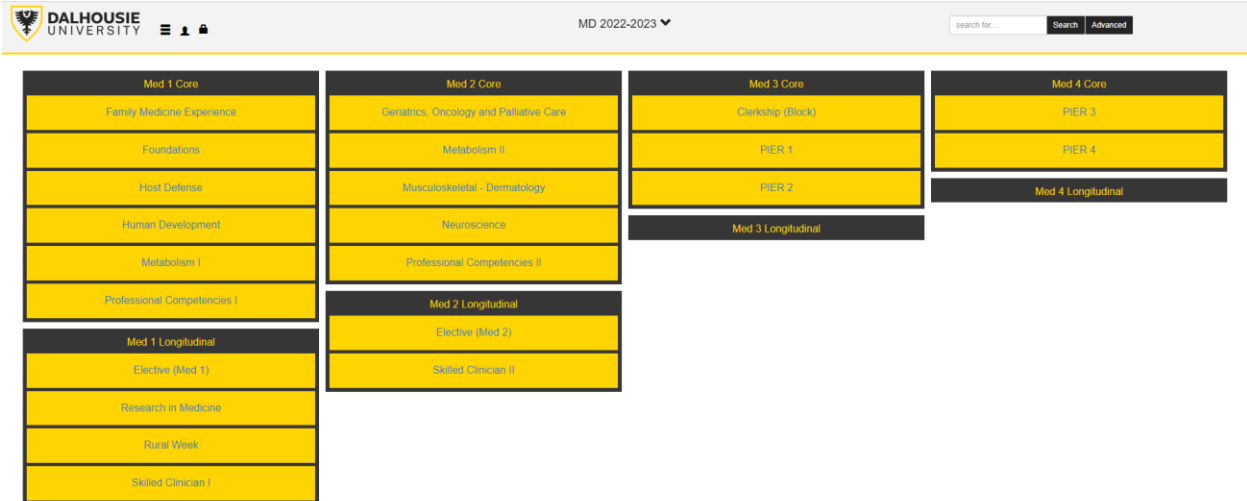 DALHOUSIE
UNIVERSITY
MD 2022-2023
search for...
Search
Advanced
Med 1 Core
Family Medicine Experience
Foundations
Host Defense
Human Development
Metabolism I
Professional Competencies I
Med 1 Longitudinal
Elective (Med 1)
Research in Medicine
Rural Week
Skilled Clinician I
Med 2 Core
Geriatrics, Oncology and Palliative Care
Metabolism II
Musculoskeletal - Dermatology
Neuroscience
Professional Competencies II
Med 2 Longitudinal
Elective (Med 2)
Skilled Clinician II
Med 3 Core
Clerkship (Block)
PIER 1
PIER 2
Med 3 Longitudinal
Med 4 Core
PIER 3
PIER 4
Med 4 Longitudinal